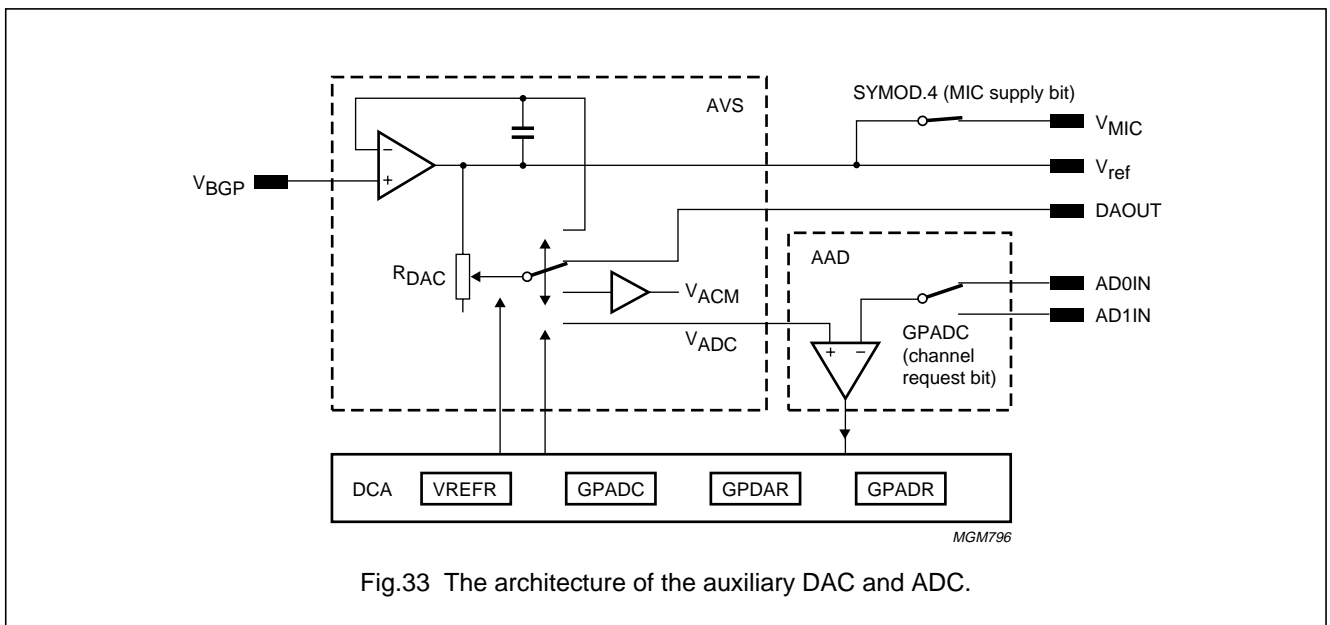 AVS
SYMOD.4 (MIC supply bit)
VMIC
−
+
VBGP
Vref
DAOUT
AAD
RDAC
VACM
AD0IN
AD1IN
VADC
GPADC
(channel
request bit)
+ −
DCA VREFR GPADC GPDAR GPADR
MGM796
Fig.33 The architecture of the auxiliary DAC and ADC.